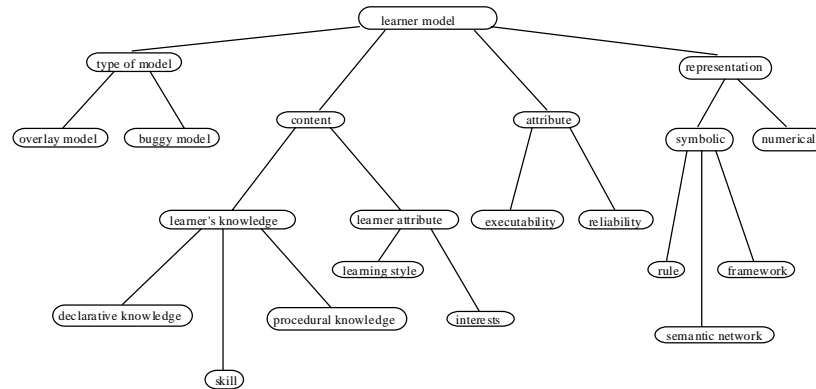 learner model
type of model
representation
content
attribute
overlay model
buggy model
symbolic
numerical
learner's knowledge
learner attribute
executability
reliability
learning style
rule
framework
declarative knowledge
procedural knowledge
interests
semantic network
skill